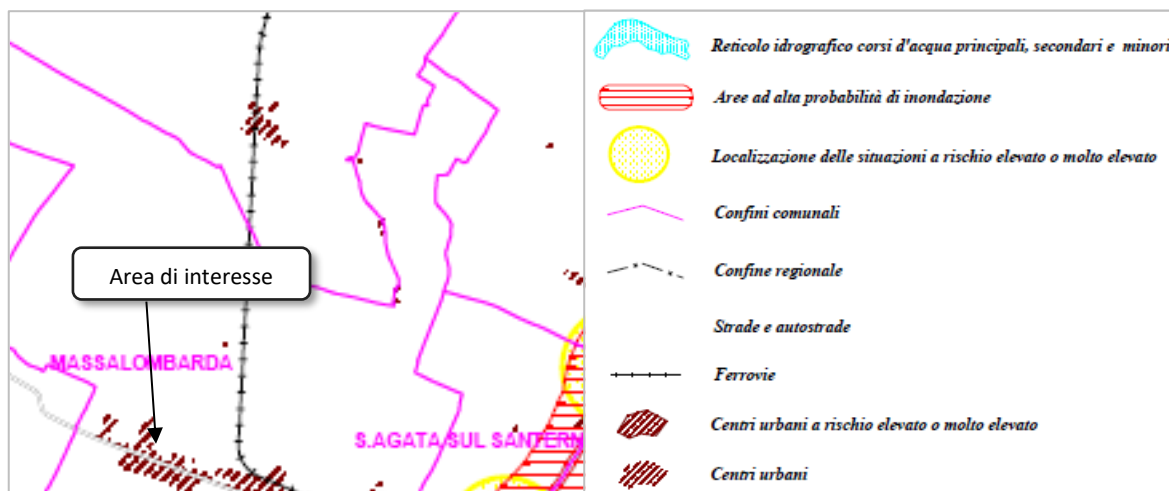 Area di interesse
MASSALOMBARDA
S.AGATA SUL SANTERN
Reticolo idrografico corsi d'acqua principali, secondari e minori
Aree ad alta probabilità di inondazione
Localizzazione delle situazioni a rischio elevato o molto elevato
Confini comunali
Confine regionale
Strade e autostrade
Ferrovie
Centri urbani a rischio elevato o molto elevato
Centri urbani